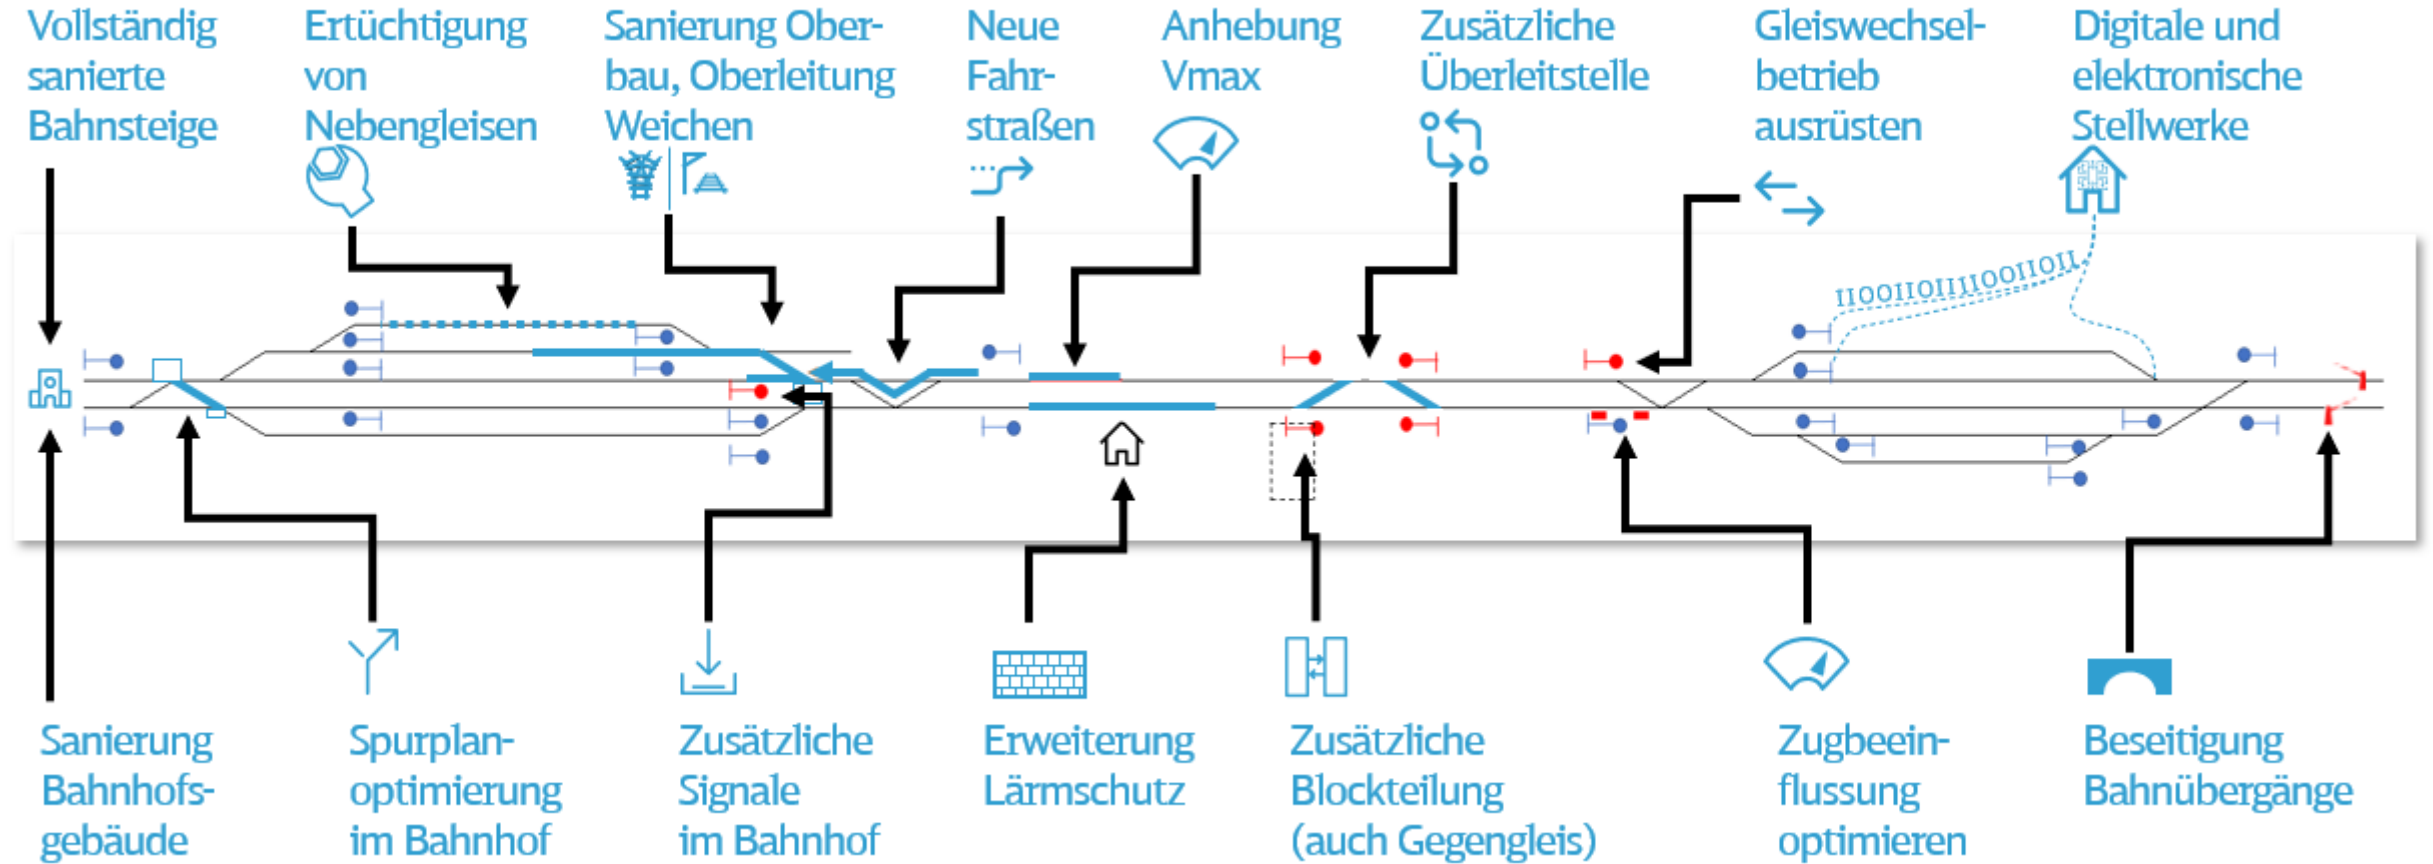 Vollständig
sanierte
Bahnsteige
Ertüchtigung
von
Nebengleisen
Sanierung Ober-
bau, Oberleitung
Weichen
Neue
Fahr-
straßen
Anhebung
Vmax
Zusätzliche
Überleitstelle
Gleiswechsel-
betrieb
ausrüsten
Digitale und
elektronische
Stellwerke
IIOOIIOIIIIOOIIOII
Sanierung
Bahnhofs-
gebäude
Spurplan-
optimierung
im Bahnhof
Zusätzliche
Signale
im Bahnhof
Erweiterung
Lärmschutz
Zusätzliche
Blockteilung
(auch Gegengleis)
Zugbeein-
flussung
optimieren
Beseitigung
Bahnübergänge